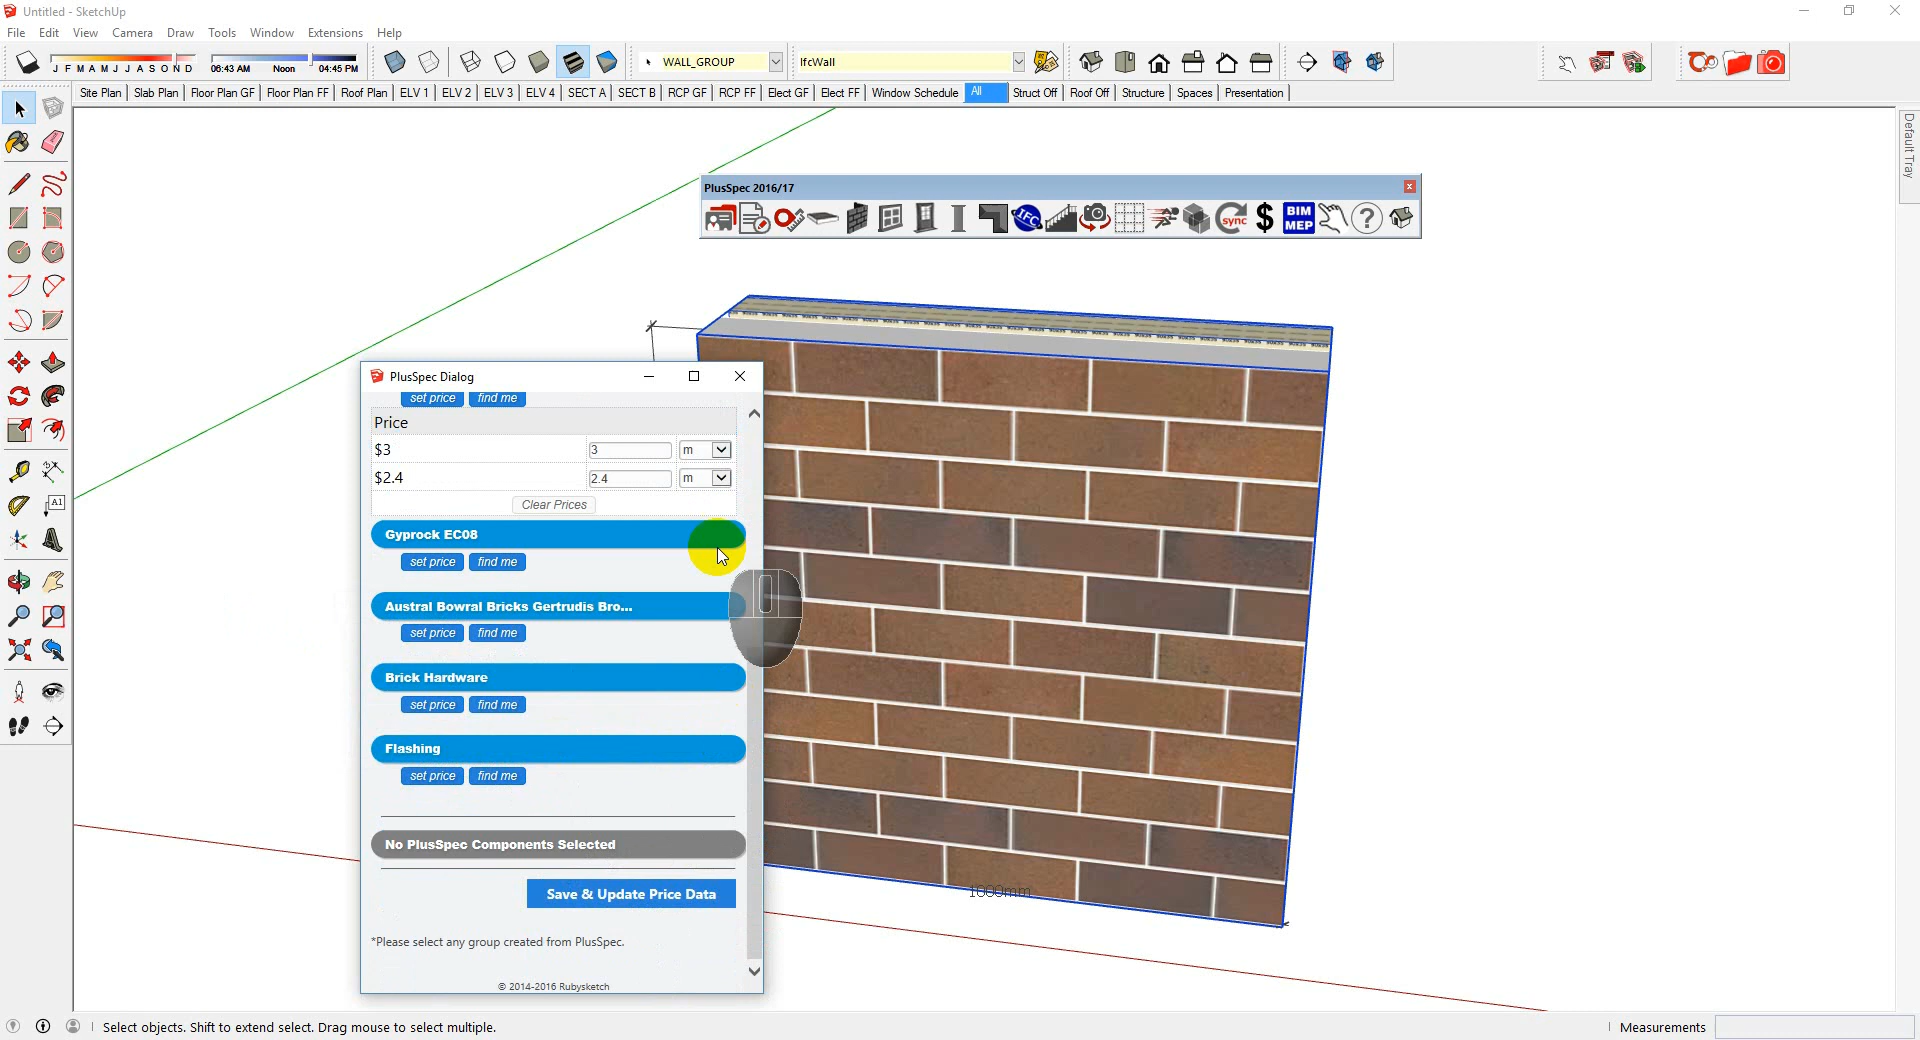 Untitled - SketchUp
File Edit View Camera Draw Tools Window Extensions Help
J F M A M J J A S O N D
06:43 AM Noon 04:45 PM
WALL_GROUP
IfcWall
Site Plan Slab Plan Floor Plan GF Floor Plan FF Roof Plan ELV 1 ELV 2 ELV 3 ELV 4 SECT A SECT B RCP GF RCP FF Elect GF Elect FF Window Schedule All Struct Off Roof Off Structure Spaces Presentation
Default Tray
PlusSpec 2016/17
IFC
sync
$
BIM
MEP
?
A1
PlusSpec Dialog
set price find me
Price
$3 3 m
$2.4 2.4 m
Clear Prices
Gyprock EC08
set price find me
Austral Bowral Bricks Gertrudis Bro...
set price find me
Brick Hardware
set price find me
Flashing
set price find me
No PlusSpec Components Selected
Save & Update Price Data
*Please select any group created from PlusSpec.
© 2014-2016 Rubysketch
1000mm
Select objects. Shift to extend select. Drag mouse to select multiple.
Measurements